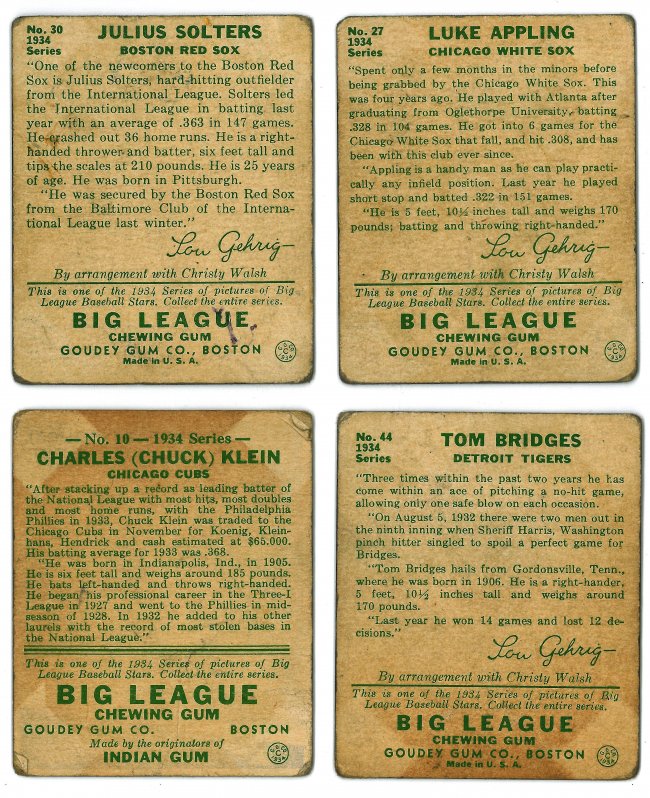 No. 30
1934
Series
JULIUS SOLTERS
BOSTON RED SOX
"One of the newcomers to the Boston Red
Sox is Julius Solters, hard-hitting outfielder
from the International League. Solters led
the International League in batting last
year with an average of .363 in 147 games.
He crashed out 36 home runs. He is a right-
handed thrower and batter, six feet tall and
tips the scales at 210 pounds. He is 25 years
of age. He was born in Pittsburgh.
"He was secured by the Boston Red Sox
from the Baltimore Club of the Interna-
tional League last winter."
Lou Gehrig
By arrangement with Christy Walsh
This is one of the 1934 Series of pictures of Big
League Baseball Stars. Collect the entire series.
BIG LEAGUE
CHEWING GUM
GOUDEY GUM CO., BOSTON
Made in U. S. A.
No. 27
1934
Series
LUKE APPLING
CHICAGO WHITE SOX
"Spent only a few months in the minors before
being grabbed by the Chicago White Sox. This
was four years ago. He played with Atlanta after
graduating from Oglethorpe University, batting
.328 in 104 games. He got into 6 games for the
Chicago White Sox that fall, and hit .308, and has
been with this club ever since.
"Appling is a handy man as he can play practi-
cally any infield position. Last year he played
short stop and batted .322 in 151 games.
"He is 5 feet, 10½ inches tall and weighs 170
pounds; batting and throwing right-handed."
Lou Gehrig
By arrangement with Christy Walsh
This is one of the 1934 Series of pictures of Big
League Baseball Stars. Collect the entire series.
BIG LEAGUE
CHEWING GUM
GOUDEY GUM CO., BOSTON
Made in U. S. A.
— No. 10 — 1934 Series —
CHARLES (CHUCK) KLEIN
CHICAGO CUBS
"After stacking up a record as leading batter of
the National League with most hits, most doubles
and most home runs, with the Philadelphia
Phillies in 1933, Chuck Klein was traded to the
Chicago Cubs in November for Koenig, Klein-
hans, Hendrick and cash estimated at $65.000.
His batting average for 1933 was .368.
"He was born in Indianapolis, Ind., in 1905.
He is six feet tall and weighs around 185 pounds.
He bats left-handed and throws right-handed.
He began his professional career in the Three-I
League in 1927 and went to the Phillies in mid-
season of 1928. In 1932 he added to his other
laurels with the record of most stolen bases in
the National League."
This is one of the 1934 Series of pictures of Big
League Baseball Stars. Collect the entire series.
BIG LEAGUE
CHEWING GUM
GOUDEY GUM CO. BOSTON
Made by the originators of
INDIAN GUM
No. 44
1934
Series
TOM BRIDGES
DETROIT TIGERS
"Three times within the past two years he has
come within an ace of pitching a no-hit game,
allowing only one safe blow on each occasion.
"On August 5, 1932 there were two men out in
the ninth inning when Sheriff Harris, Washington
pinch hitter singled to spoil a perfect game for
Bridges.
"Tom Bridges hails from Gordonsville, Tenn.,
where he was born in 1906. He is a right-hander,
5 feet, 10½ inches tall and weighs around
170 pounds.
"Last year he won 14 games and lost 12 de-
cisions."
Lou Gehrig
By arrangement with Christy Walsh
This is one of the 1934 Series of pictures of Big
League Baseball Stars. Collect the entire series.
BIG LEAGUE
CHEWING GUM
GOUDEY GUM CO., BOSTON
Made in U. S. A.